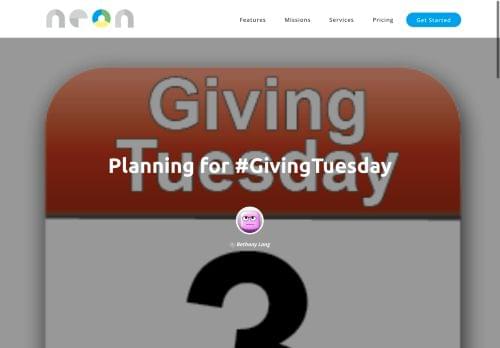 neon
Features Missions Services Pricing Get Started
Giving
Tuesday
Planning for #GivingTuesday
By Bethany Lang
3